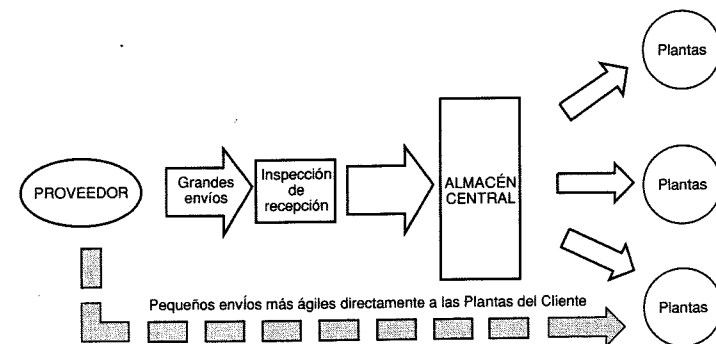 Plantas
PROVEEDOR
Grandes
envíos
Inspección
de
recepción
ALMACÉN
CENTRAL
Plantas
Pequeños envíos más ágiles directamente a las Plantas del Cliente
Plantas